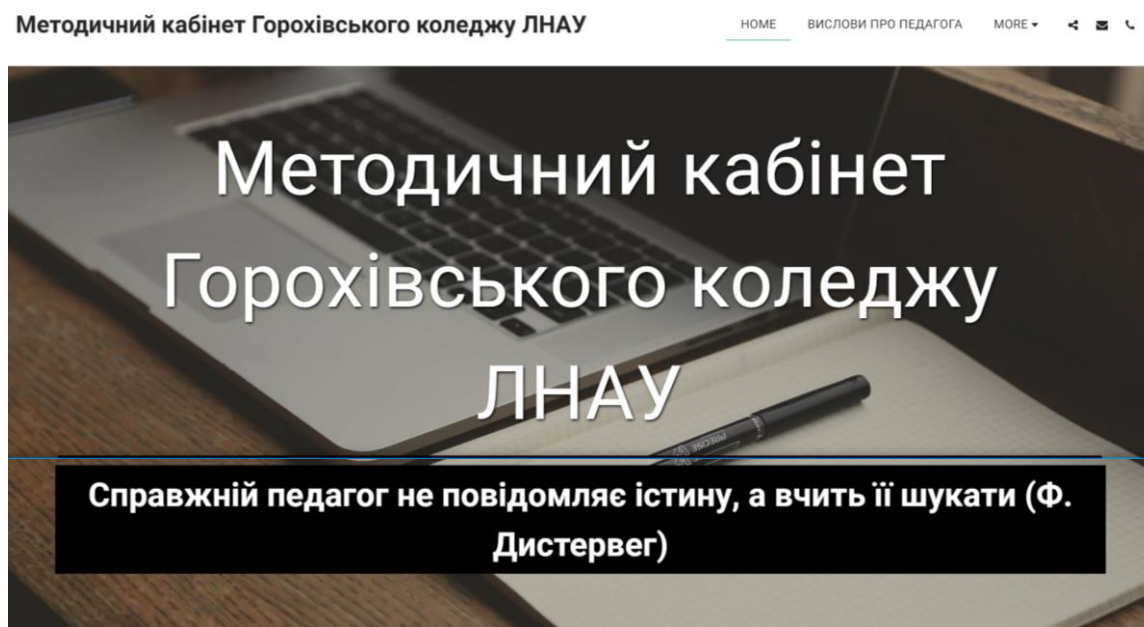 Методичний кабінет Горохівського коледжу ЛНАУ
HOME
ВИСЛОВИ ПРО ПЕДАГОГА
MORE
Методичний кабінет
Горохівського коледжу
ЛНАУ
PRECISE
Справжній педагог не повідомляє істину, а вчить її шукати (Ф.
Дистервег)